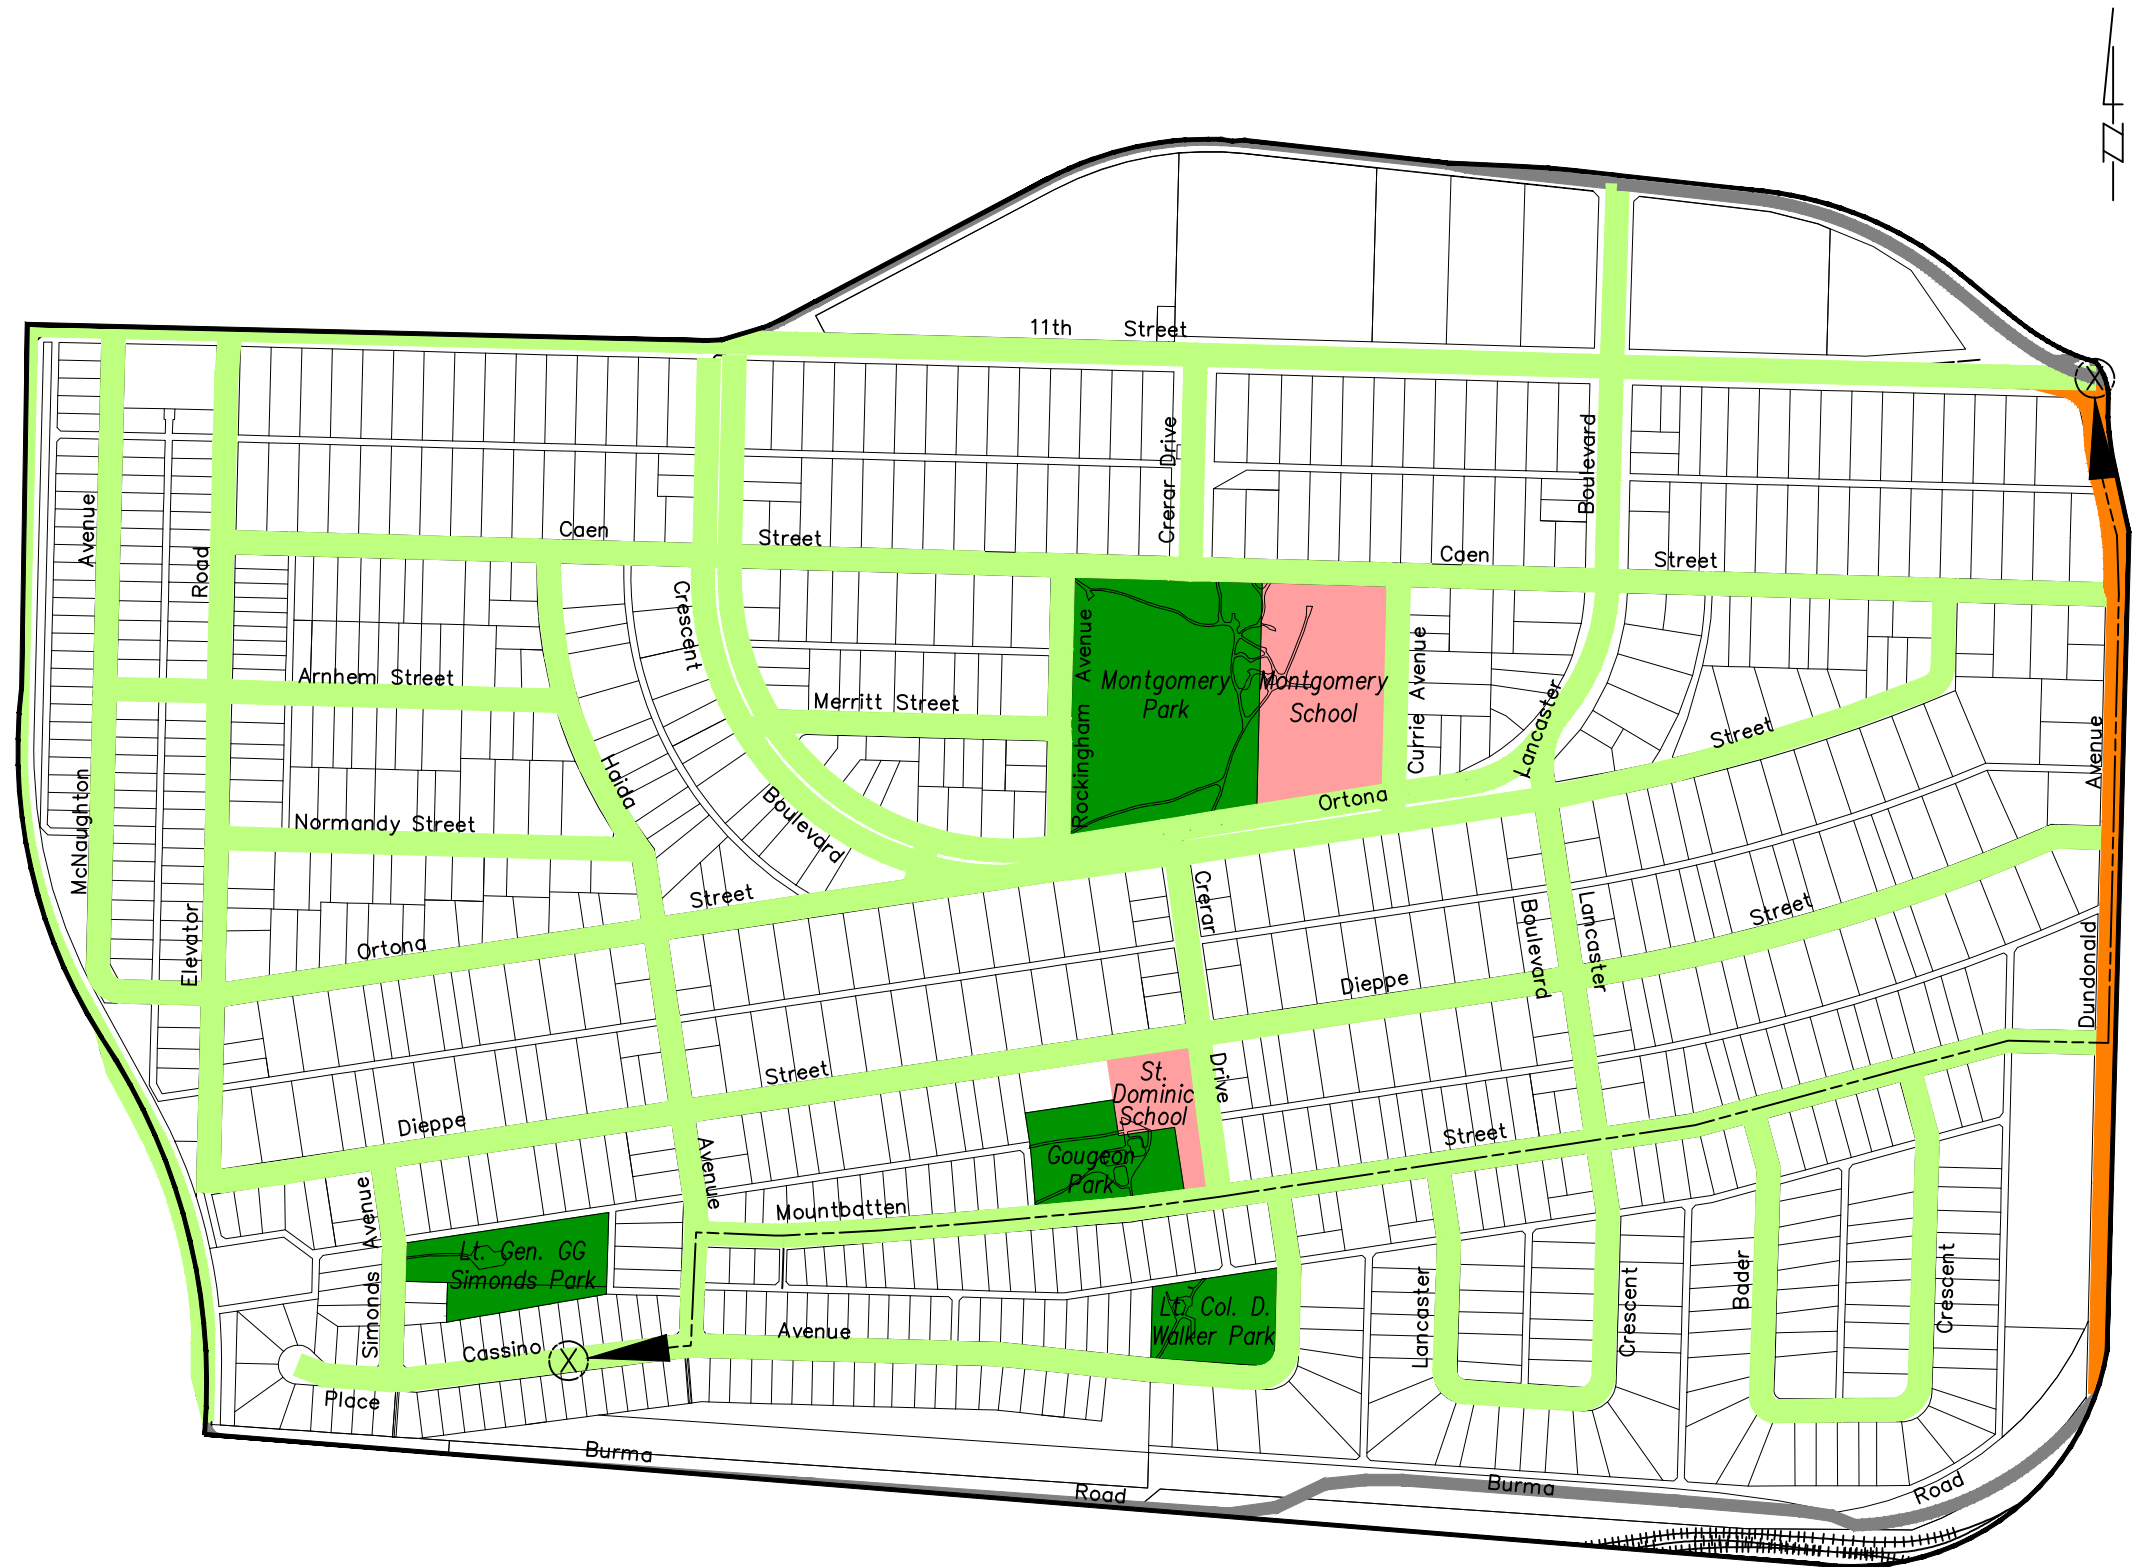 N
11th Street
Crerar Drive
Boulevard
Avenue
Road
Caen
Street
Caen
Street
Crescent
Rockingham Avenue
Currie Avenue
Arnhem Street
Montgomery
Park
Montgomery
School
Merritt Street
Lancaster
Street
Avenue
Haida
McNaughton
Boulevard
Ortona
Normandy Street
Street
Crerar
Boulevard
Lancaster
Street
Elevator
Ortona
Dieppe
Dundonald
Street
Dieppe
St.
Dominic
School
Drive
Street
Avenue
Gougeon
Park
Avenue
Mountbatten
Lt. Gen. GG
Simonds Park
Simonds
Lt. Col. D.
Walker Park
Lancaster
Crescent
Bader
Crescent
Cassino
X
Avenue
Place
Burma
Road
Burma
Road
X